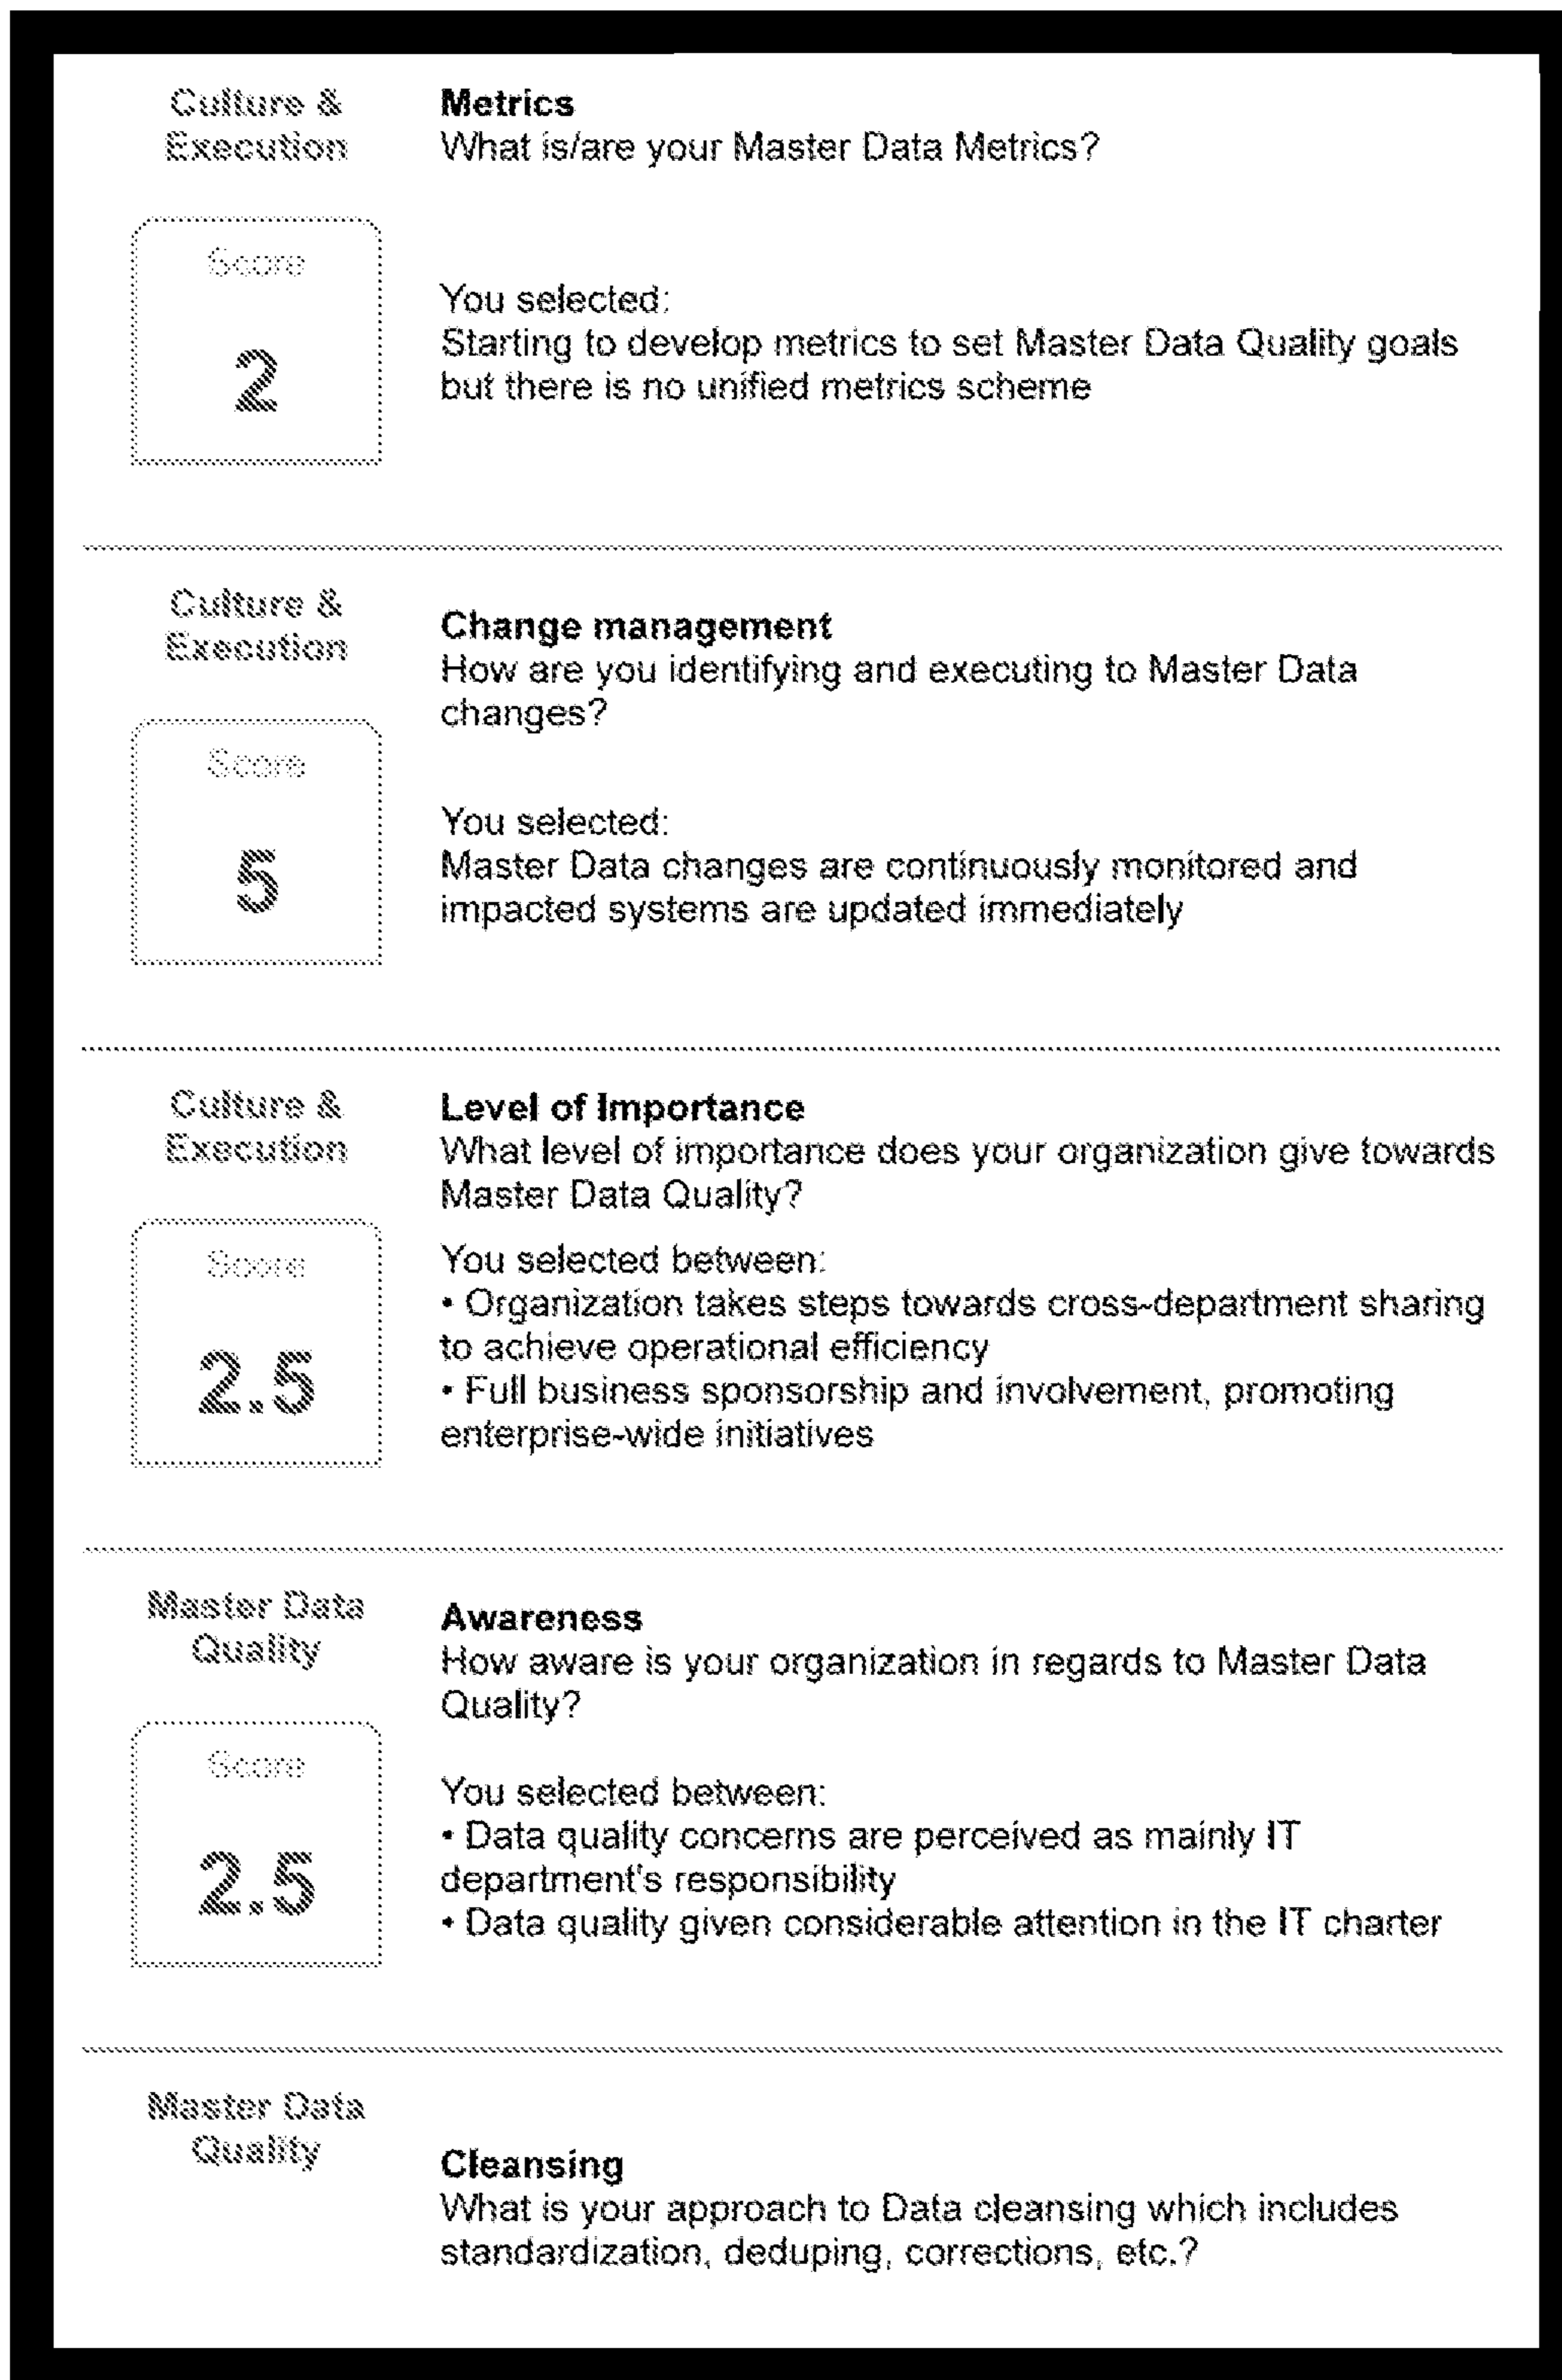 Culture &
Execution
Metrics
What is/are your Master Data Metrics?
Score
2
You selected:
Starting to develop metrics to set Master Data Quality goals
but there is no unified metrics scheme
Culture &
Execution
Change management
How are you identifying and executing to Master Data
changes?
Score
5
You selected:
Master Data changes are continuously monitored and
impacted systems are updated immediately
Culture &
Execution
Level of Importance
What level of importance does your organization give towards
Master Data Quality?
Score
2.5
You selected between:
• Organization takes steps towards cross-department sharing
to achieve operational efficiency
• Full business sponsorship and involvement, promoting
enterprise-wide initiatives
Master Data
Quality
Awareness
How aware is your organization in regards to Master Data
Quality?
Score
2.5
You selected between:
• Data quality concerns are perceived as mainly IT
department's responsibility
• Data quality given considerable attention in the IT charter
Master Data
Quality
Cleansing
What is your approach to Data cleansing which includes
standardization, deduping, corrections, etc.?